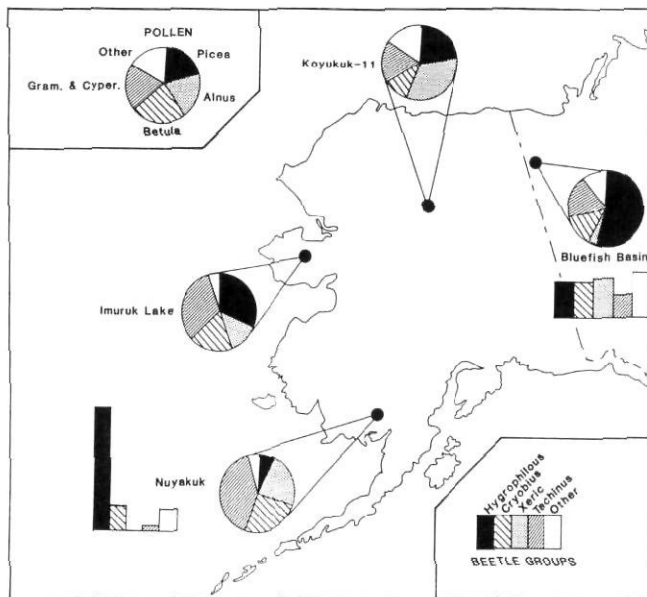 POLLEN
Other
Picea
Gram. & Cyper.
Alnus
Betula
Koyukuk-11
Bluefish Basin
Imuruk Lake
Nuyakuk
Hygrophilous
Cryobius
Xeric
Tachinus
Other
BEETLE GROUPS